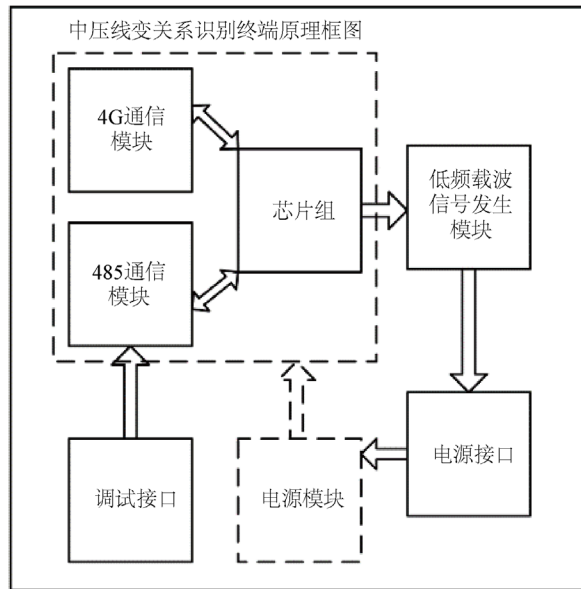 中压线变关系识别终端原理框图
4G通信
模块
芯片组
低频载波
信号发生
模块
485通信
模块
调试接口
电源模块
电源接口